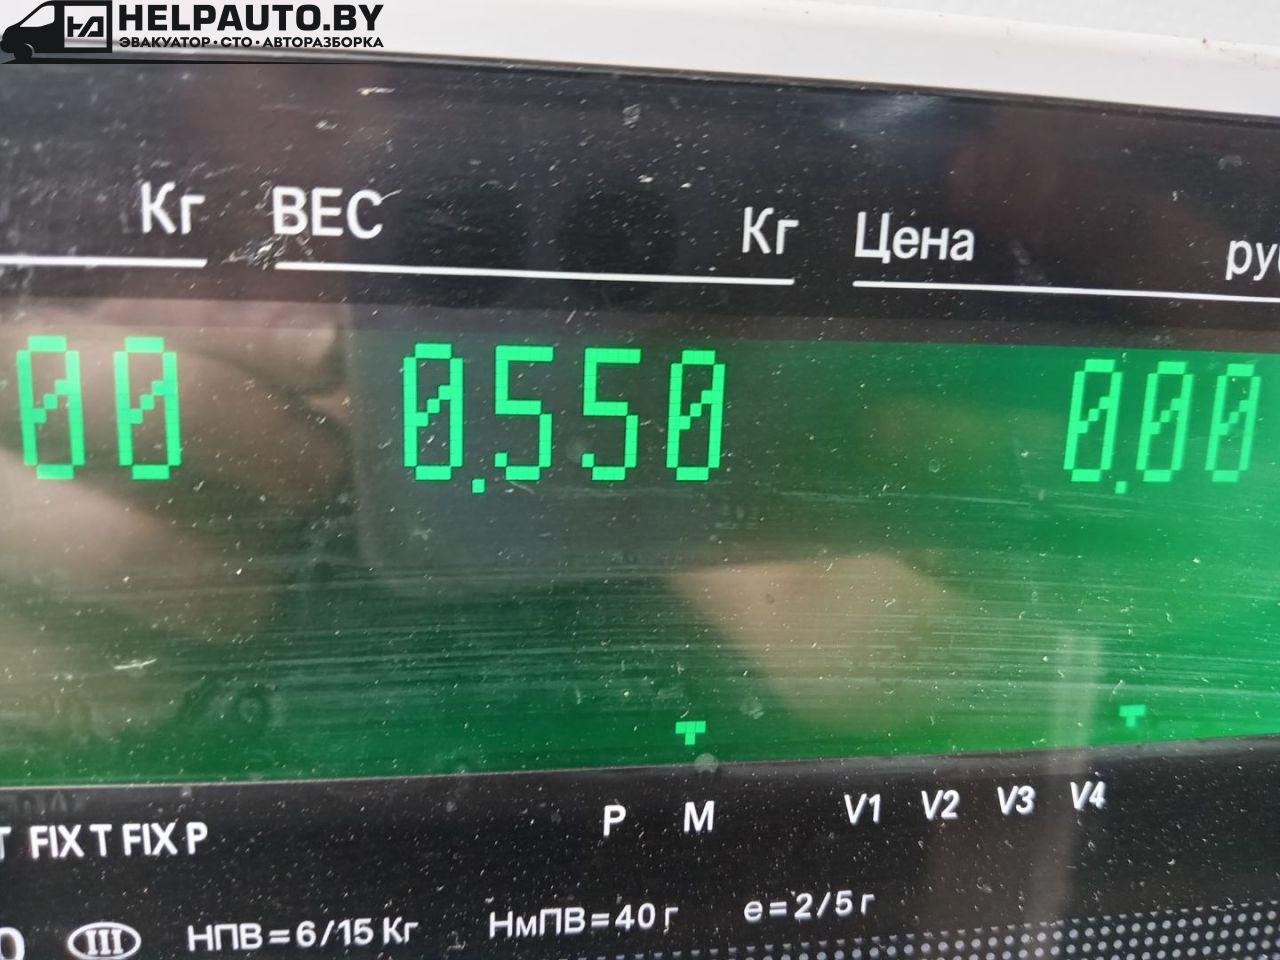 HELPAUTO.BY
ЭВАКУАТОР·СТО·АВТОРАЗБОРКА
Кг ВЕС Кг Цена
00 0.550 0.00
T FIX T FIX P P M V1 V2 V3 V4
III НПВ=6/15 Кг НмПВ=40 г e=2/5 г